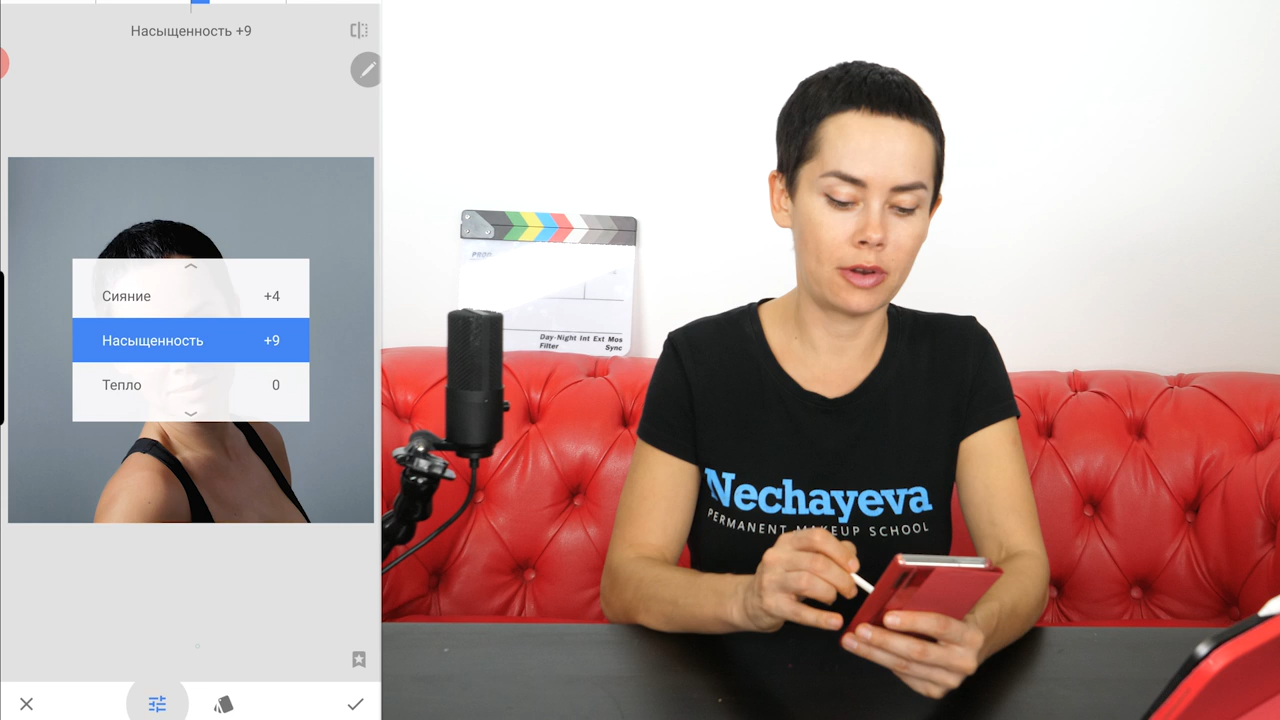 Насыщенность +9
Сияние +4
Насыщенность +9
Тепло 0
PROD
Day-Night Int Ext Mos
Filter Sync
Nechayeva
PERMANENT MAKEUP SCHOOL